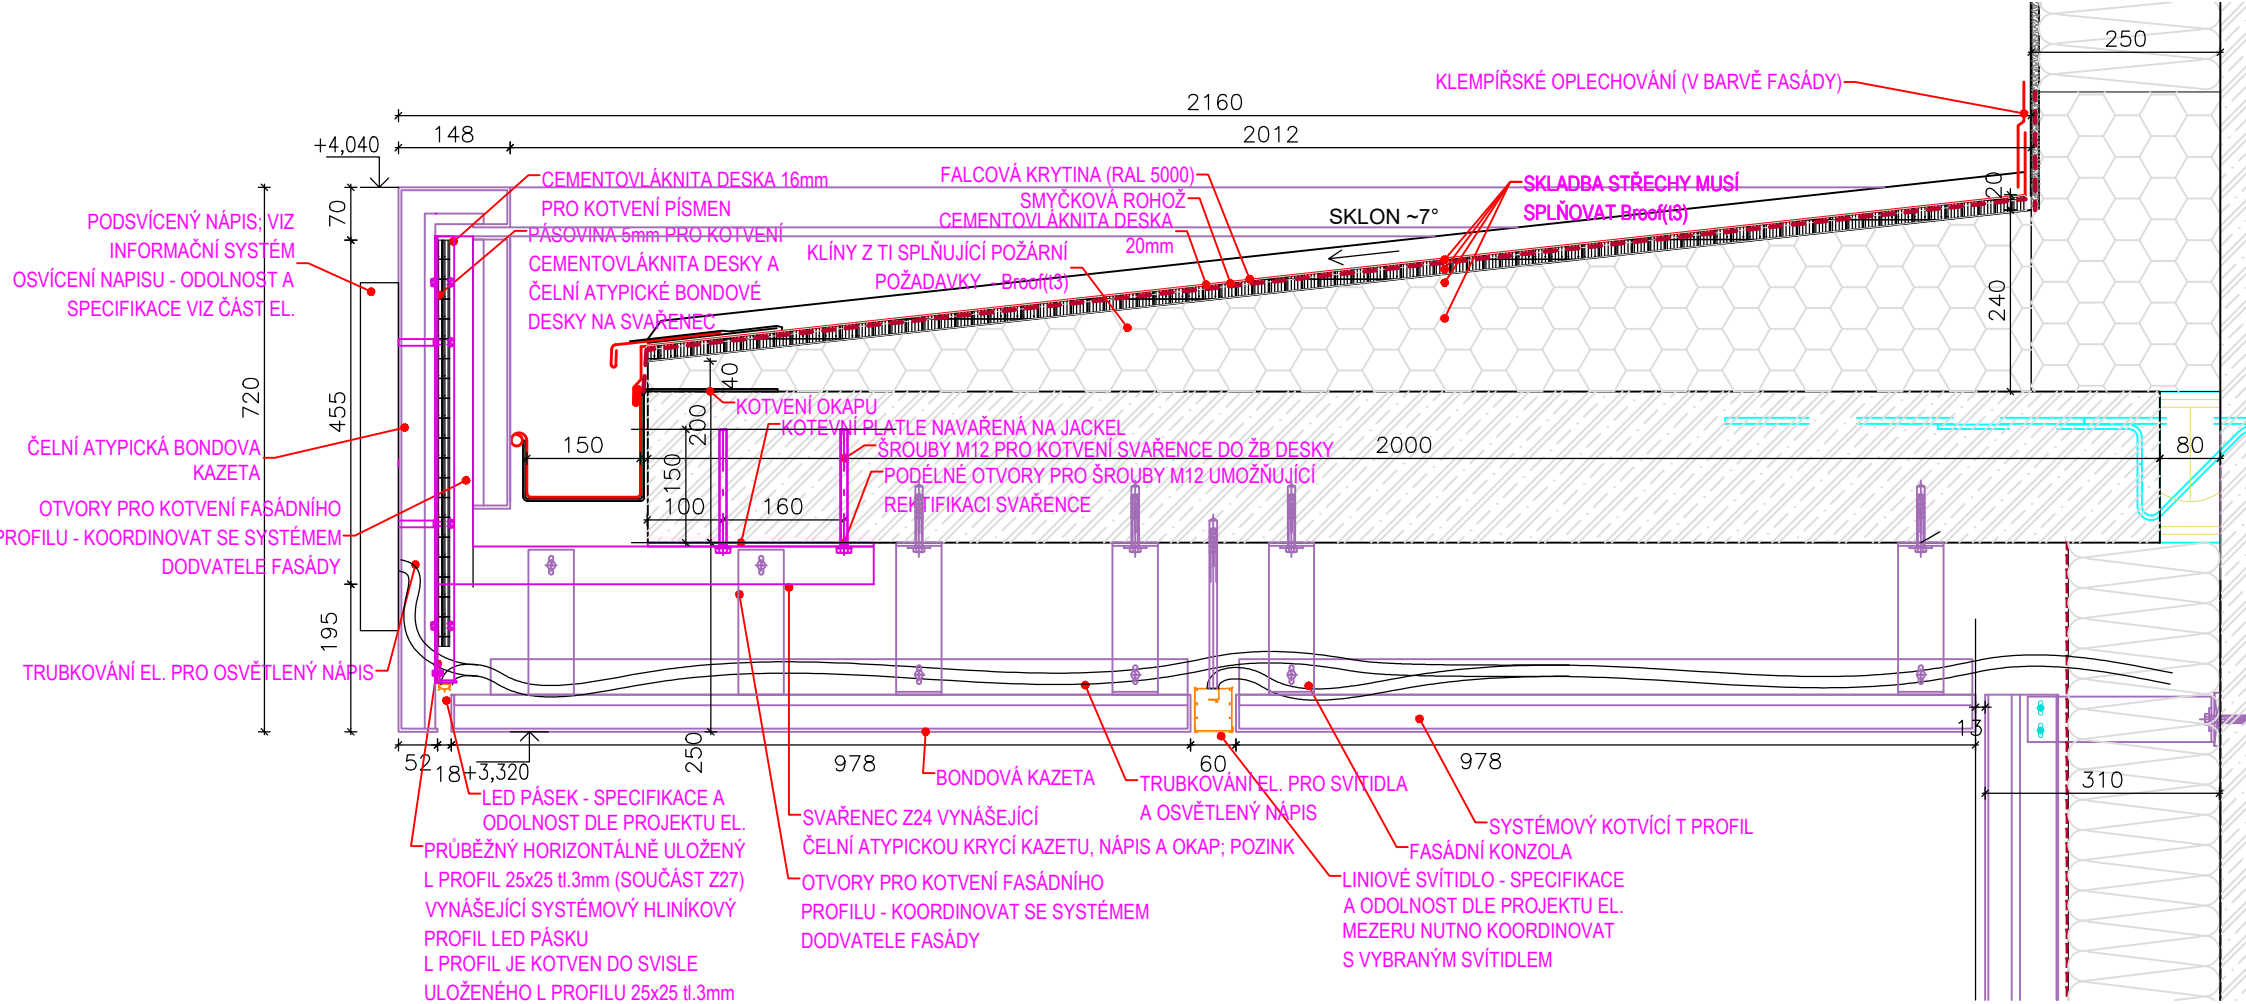 250
KLEMPÍŘSKÉ OPLECHOVÁNÍ (V BARVĚ FASÁDY)
2160
148
2012
+4,040
CEMENTOVLÁKNITA DESKA 16mm
PRO KOTVENÍ PÍSMEN
PÁSOVINA 5mm PRO KOTVENÍ
CEMENTOVLÁKNITA DESKY A
ČELNÍ ATYPICKÉ BONDOVÉ
DESKY NA SVAŘENEC
FALCOVÁ KRYTINA (RAL 5000)
SMYČKOVÁ ROHOŽ
CEMENTOVLÁKNITA DESKA
20mm
KLÍNY Z TI SPLŇUJÍCÍ POŽÁRNÍ
POŽADAVKY - Broof(t3)
SKLON ~7°
SKLADBA STŘECHY MUSÍ
SPLŇOVAT Broof(t3)
20
240
70
PODSVÍCENÝ NÁPIS; VIZ
INFORMAČNÍ SYSTÉM
OSVÍCENÍ NAPISU - ODOLNOST A
SPECIFIKACE VIZ ČÁST EL.
720
455
195
ČELNÍ ATYPICKÁ BONDOVA
KAZETA
OTVORY PRO KOTVENÍ FASÁDNÍHO
PROFILU - KOORDINOVAT SE SYSTÉMEM
DODVATELE FASÁDY
TRUBKOVÁNÍ EL. PRO OSVĚTLENÝ NÁPIS
40
KOTVENÍ OKAPU
KOTEVNÍ PLATLE NAVAŘENÁ NA JACKEL
ŠROUBY M12 PRO KOTVENÍ SVAŘENCE DO ŽB DESKY
PODÉLNÉ OTVORY PRO ŠROUBY M12 UMOŽŇUJÍCÍ
REKTIFIKACI SVAŘENCE
200
150
150
100
160
2000
80
52
18
+3,320
250
978
60
978
13
310
LED PÁSEK - SPECIFIKACE A
ODOLNOST DLE PROJEKTU EL.
PRŮBĚŽNÝ HORIZONTÁLNĚ ULOŽENÝ
L PROFIL 25x25 tl.3mm (SOUČÁST Z27)
VYNÁŠEJÍCÍ SYSTÉMOVÝ HLINÍKOVÝ
PROFIL LED PÁSKU
L PROFIL JE KOTVEN DO SVISLE
ULOŽENÉHO L PROFILU 25x25 tl.3mm
BONDOVÁ KAZETA
SVAŘENEC Z24 VYNÁŠEJÍCÍ
ČELNÍ ATYPICKOU KRYCÍ KAZETU, NÁPIS A OKAP; POZINK
OTVORY PRO KOTVENÍ FASÁDNÍHO
PROFILU - KOORDINOVAT SE SYSTÉMEM
DODVATELE FASÁDY
TRUBKOVÁNÍ EL. PRO SVÍTIDLA
A OSVĚTLENÝ NÁPIS
SYSTÉMOVÝ KOTVÍCÍ T PROFIL
FASÁDNÍ KONZOLA
LINIOVÉ SVÍTIDLO - SPECIFIKACE
A ODOLNOST DLE PROJEKTU EL.
MEZERU NUTNO KOORDINOVAT
S VYBRANÝM SVÍTIDLEM